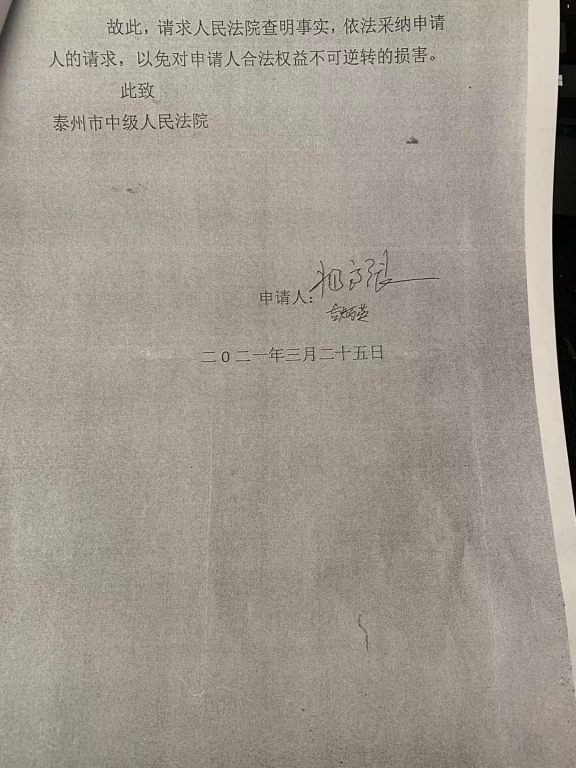 故此，请求人民法院查明事实，依法采纳申请
人的请求，以免对申请人合法权益不可逆转的损害。
此致
泰州市中级人民法院
申请人：
二〇二一年三月二十五日